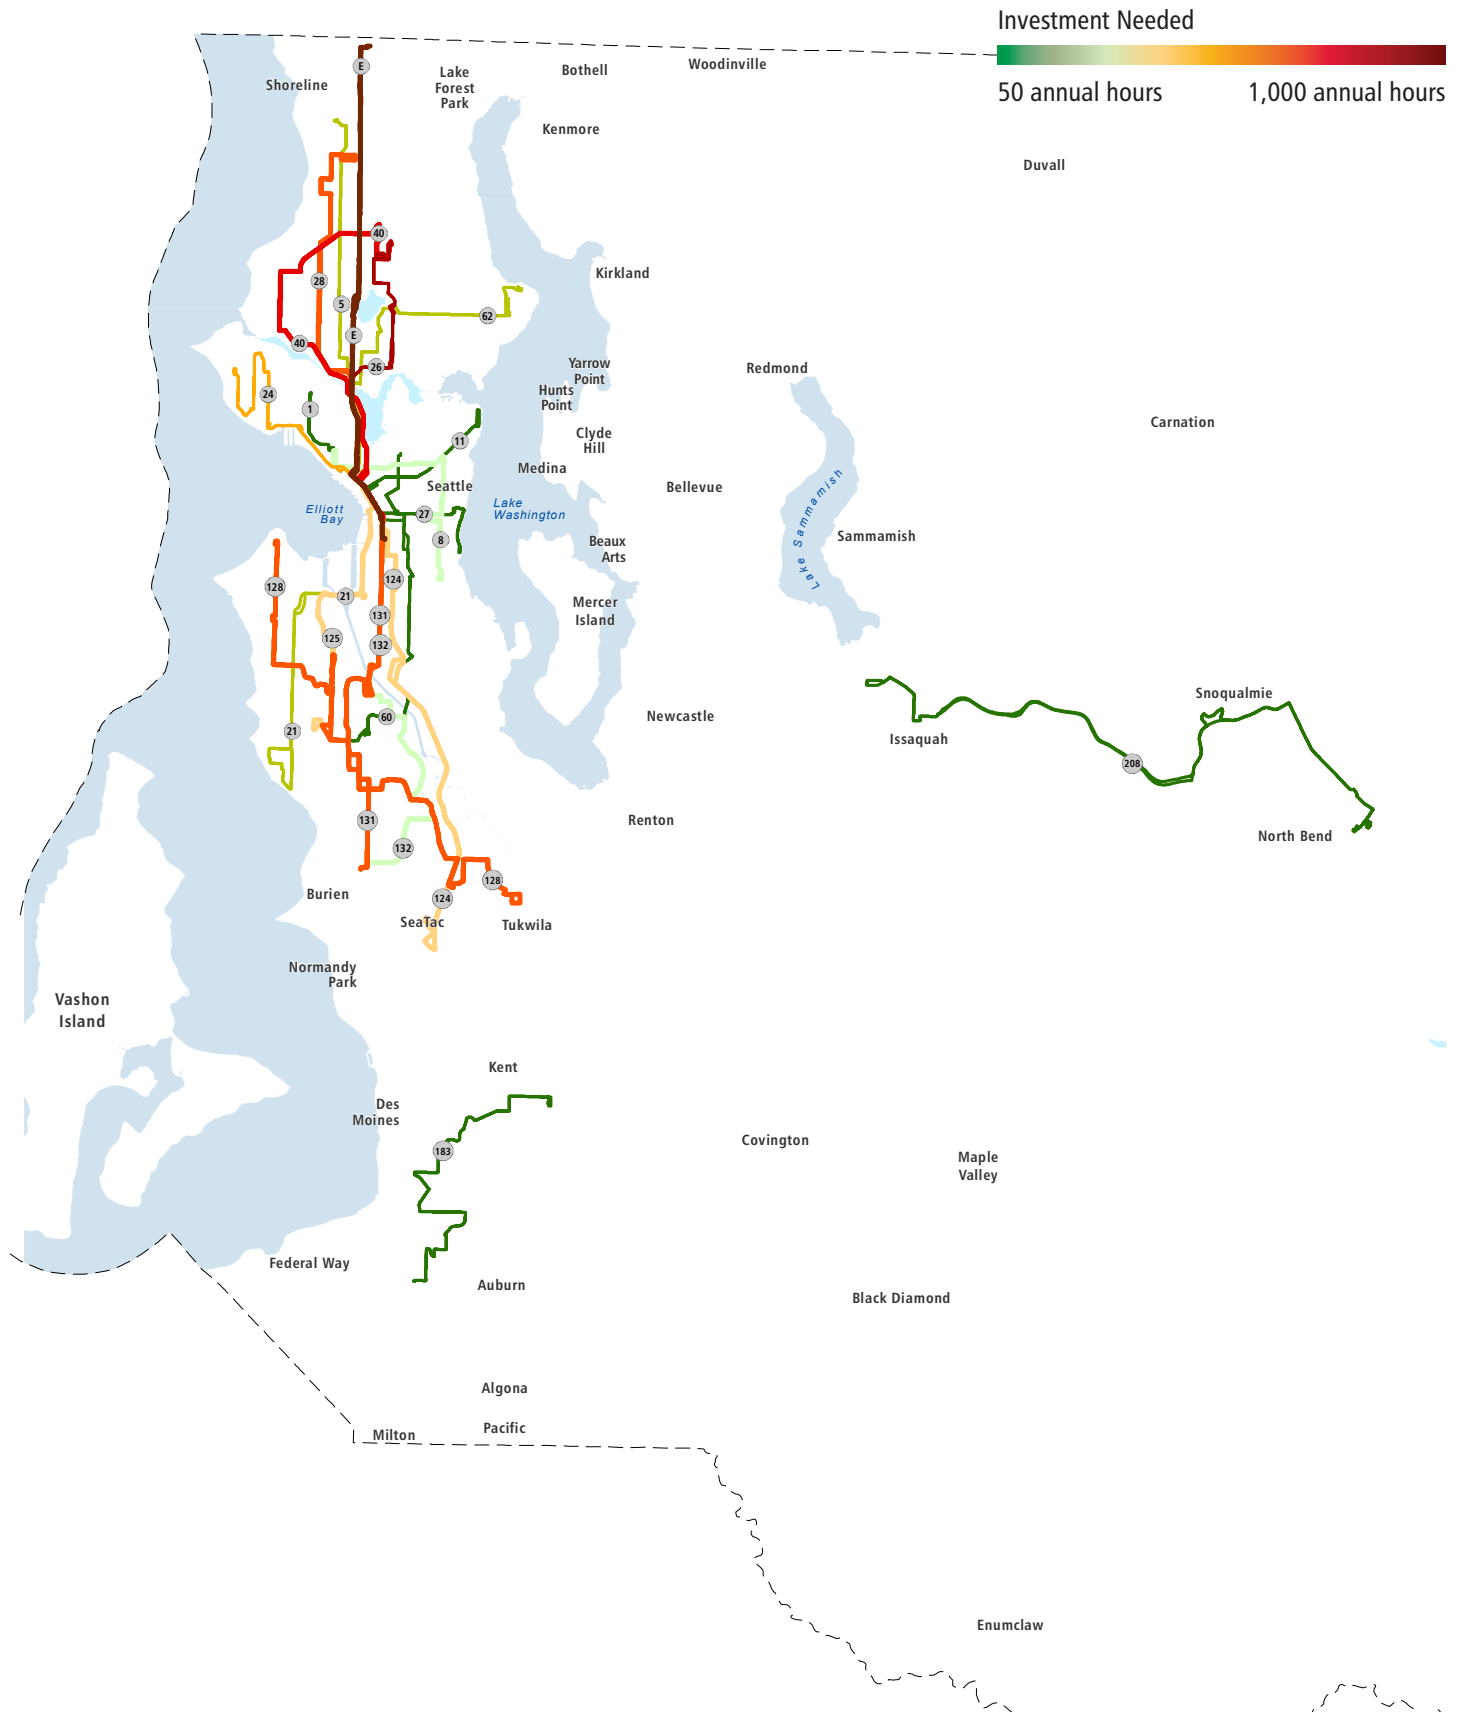 Investment Needed
50 annual hours
1,000 annual hours
E
Shoreline
Lake
Forest
Park
Bothell
Woodinville
Kenmore
Duvall
40
28
5
62
Kirkland
E
40
26
24
1
Yarrow
Point
Hunts
Point
Redmond
Carnation
11
Clyde
Hill
Medina
Seattle
Bellevue
Elliott
Bay
Lake
Washington
27
8
Beaux
Arts
Lake Sammamish
Sammamish
128
124
21
131
Mercer
Island
125
132
60
21
Newcastle
Issaquah
Snoqualmie
208
131
132
Renton
North Bend
128
124
Burien
SeaTac
Tukwila
Normandy
Park
Vashon
Island
Kent
Des
Moines
183
Covington
Maple
Valley
Federal Way
Auburn
Black Diamond
Algona
Pacific
Milton
Enumclaw